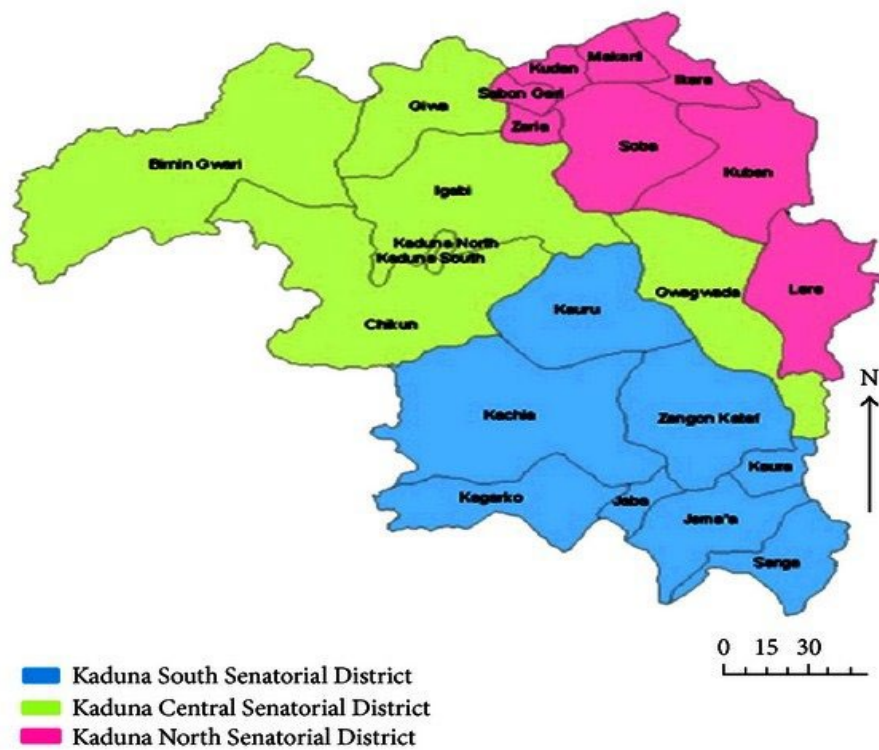 Makarfi
Kudan
Ikara
Sabon Gari
Giwa
Zaria
Soba
Birnin Gwari
Kuban
Igabi
Kaduna North
Kaduna South
Lere
Gwagwada
Kauru
Chikun
N
Kachia
Zangon Kataf
Kaura
Kagarko
Jaba
Jema'a
Sanga
0 15 30
Kaduna South Senatorial District
Kaduna Central Senatorial District
Kaduna North Senatorial District